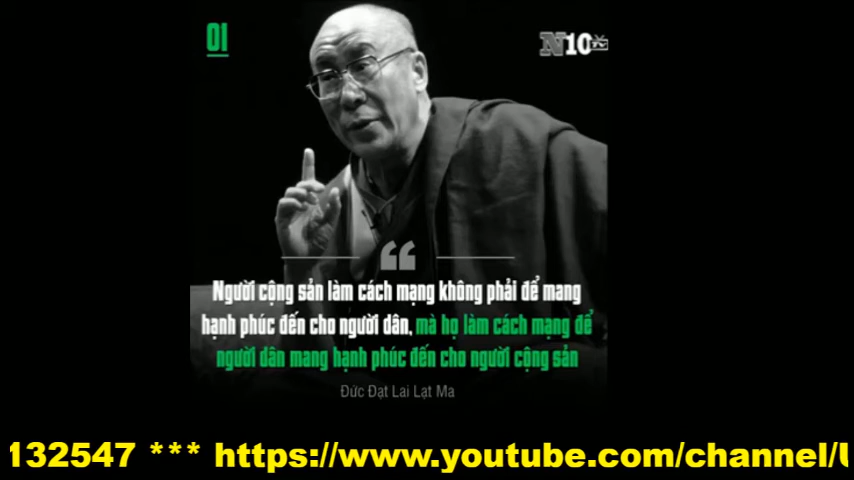 01
N10TV
Người cộng sản làm cách mạng không phải để mang
hạnh phúc đến cho người dân, mà họ làm cách mạng để
người dân mang hạnh phúc đến cho người cộng sản
Đức Đạt Lai Lạt Ma
132547 *** https://www.youtube.com/channel/U